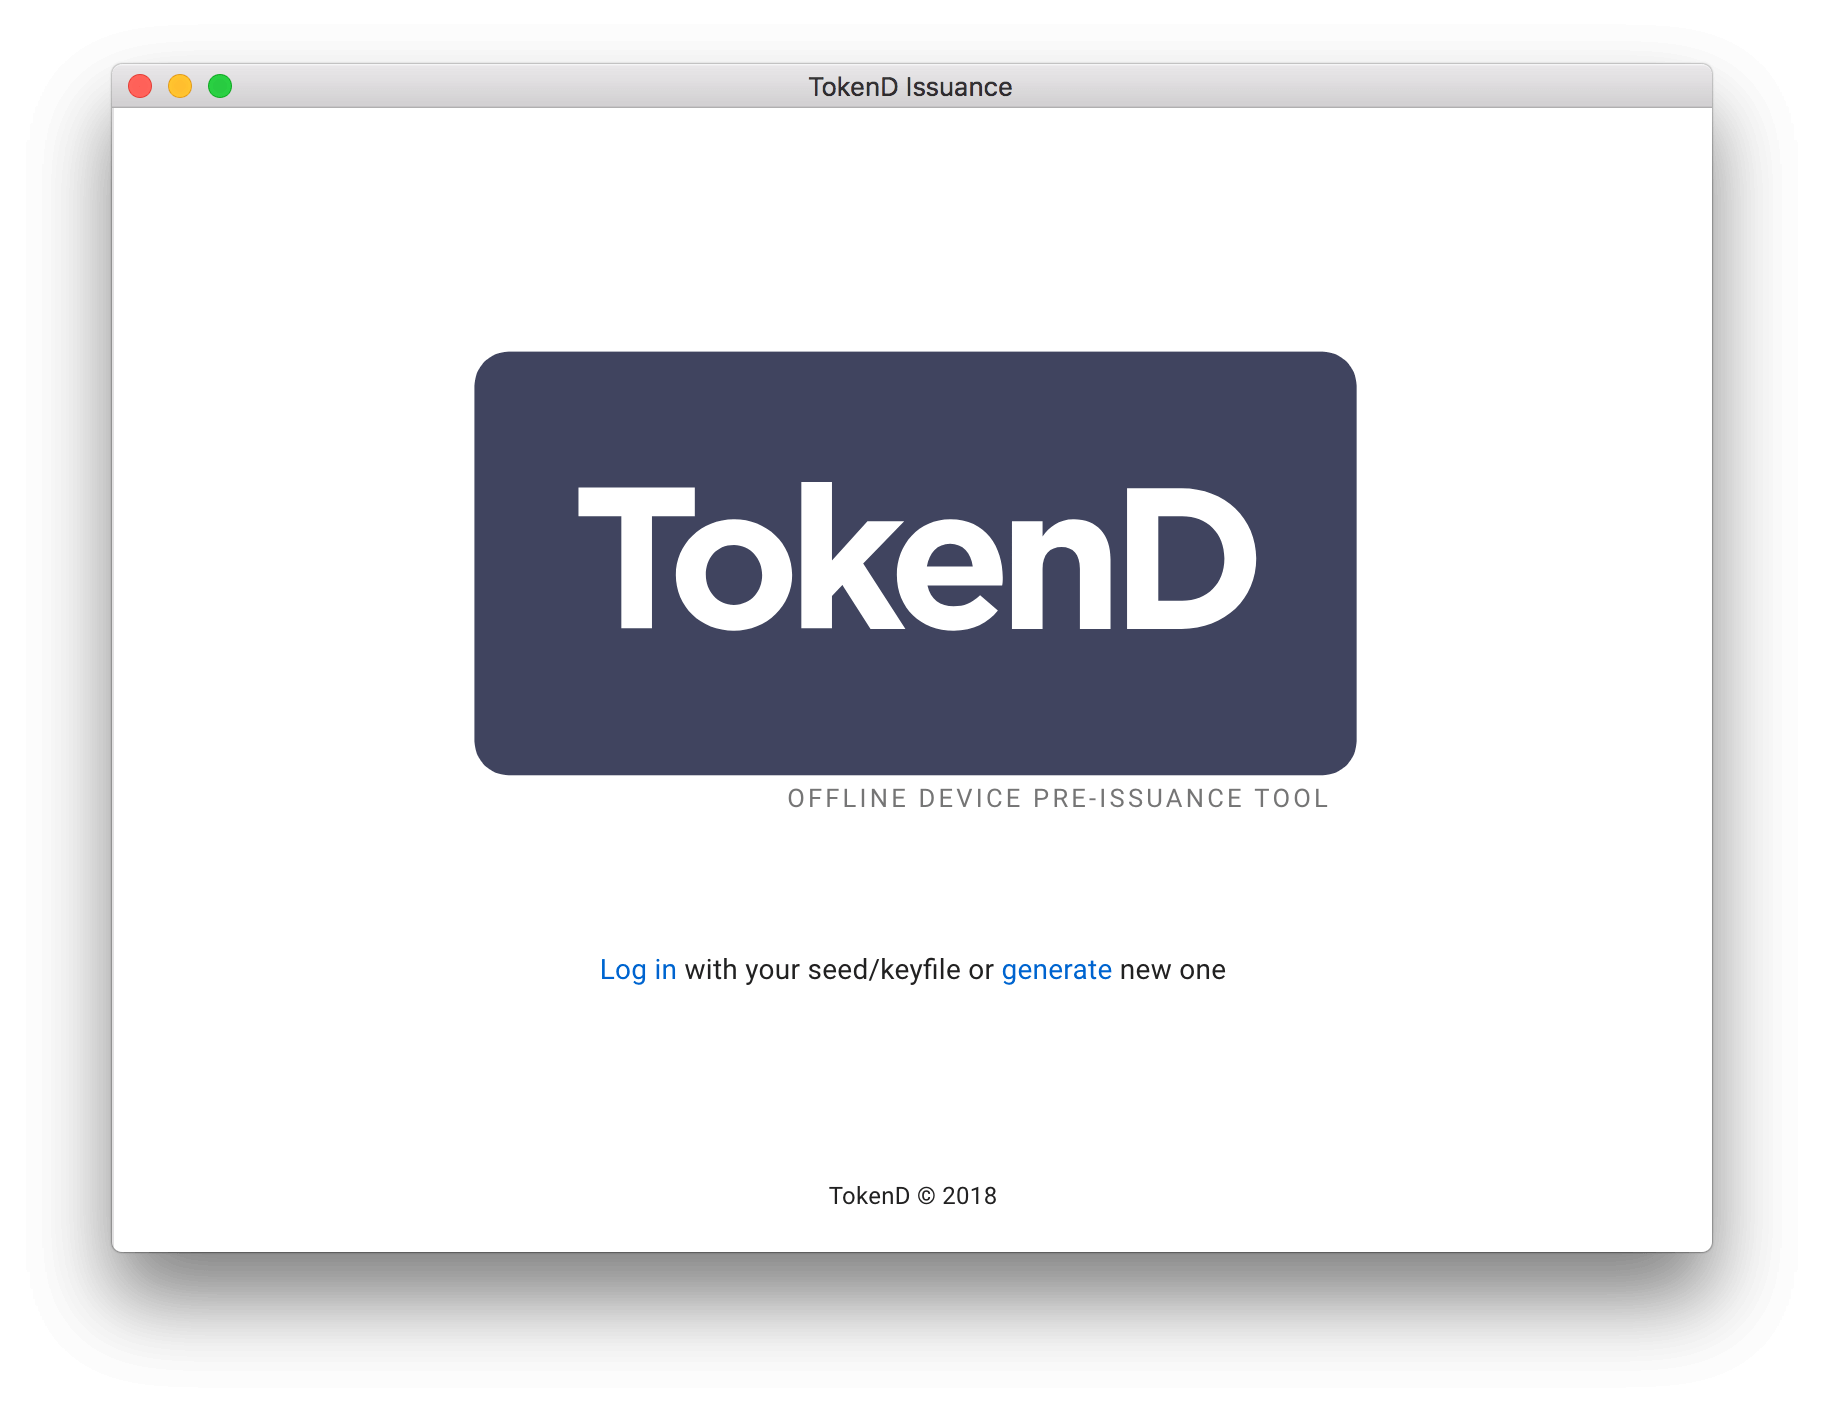 TokenD Issuance
TokenD
OFFLINE DEVICE PRE-ISSUANCE TOOL
Log in with your seed/keyfile or generate new one
TokenD © 2018